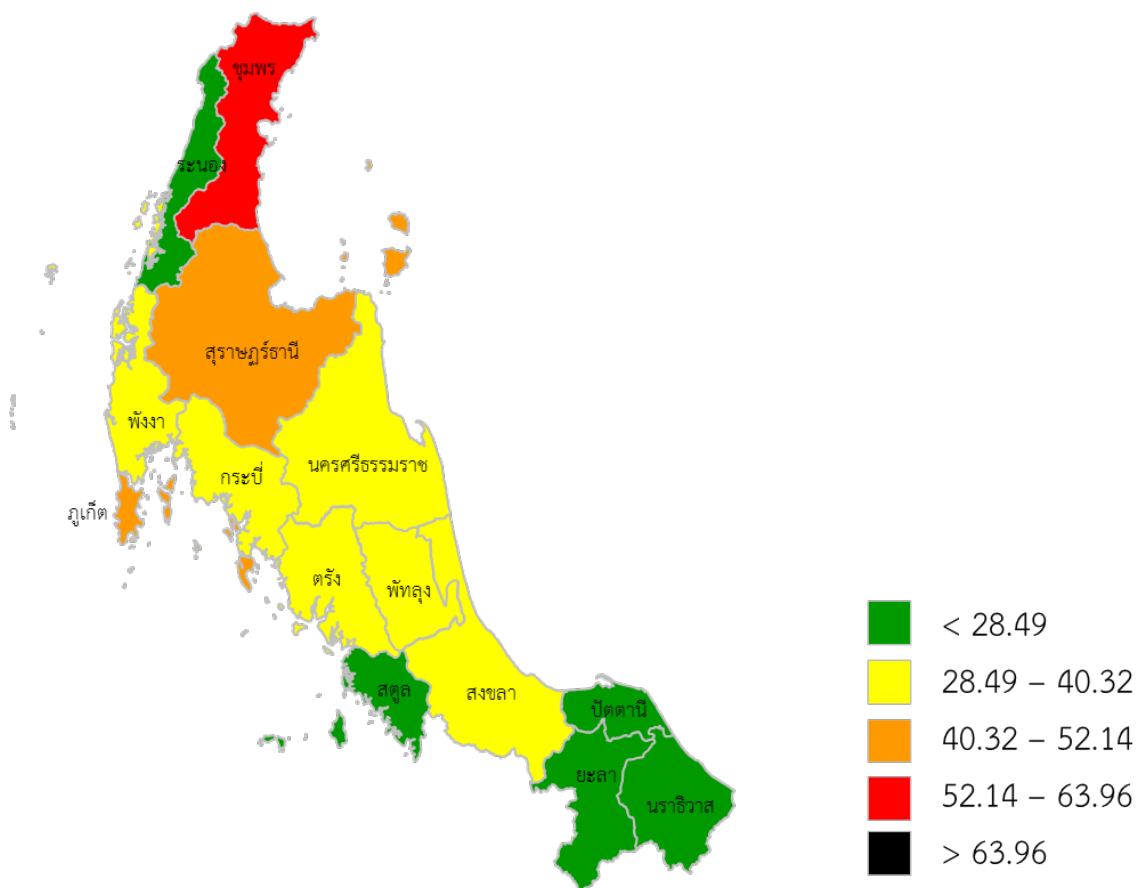 ชุมพร
ระนอง
สุราษฎร์ธานี
พังงา
นครศรีธรรมราช
กระบี่
ภูเก็ต
ตรัง
พัทลุง
สตูล
สงขลา
ปัตตานี
ยะลา
นราธิวาส
< 28.49
28.49 – 40.32
40.32 – 52.14
52.14 – 63.96
> 63.96